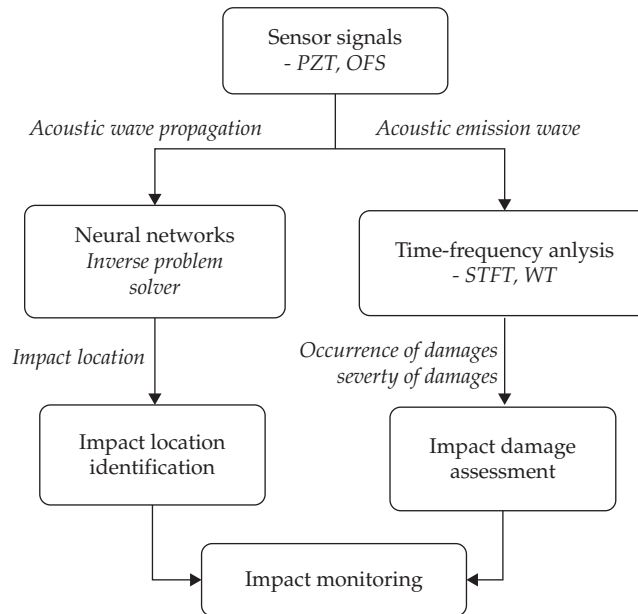 Sensor signals
- PZT, OFS
Acoustic wave propagation
Acoustic emission wave
Neural networks
Inverse problem
solver
Time-frequency anlysis
- STFT, WT
Impact location
Occurrence of damages
severty of damages
Impact location
identification
Impact damage
assessment
Impact monitoring